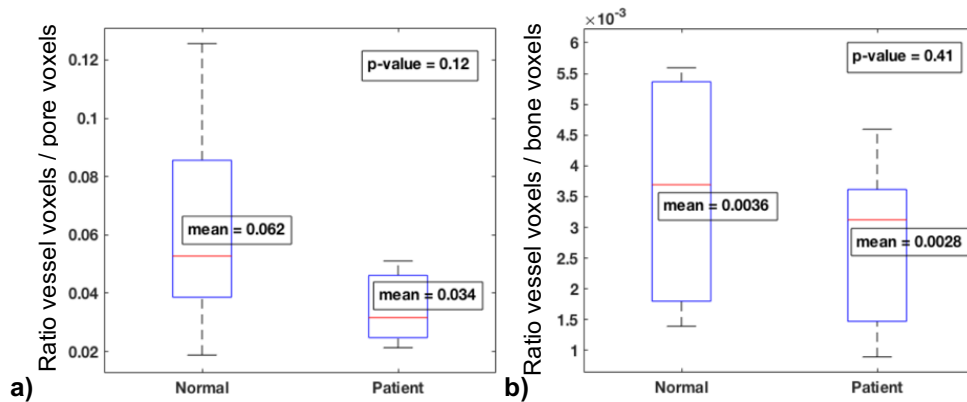 Ratio vessel voxels / pore voxels
0.12
0.1
0.08
0.06
0.04
0.02
p-value = 0.12
mean = 0.062
mean = 0.034
Normal
Patient
a)
Ratio vessel voxels / bone voxels
×10⁻³
6
5.5
5
4.5
4
3.5
3
2.5
2
1.5
1
p-value = 0.41
mean = 0.0036
mean = 0.0028
Normal
Patient
b)